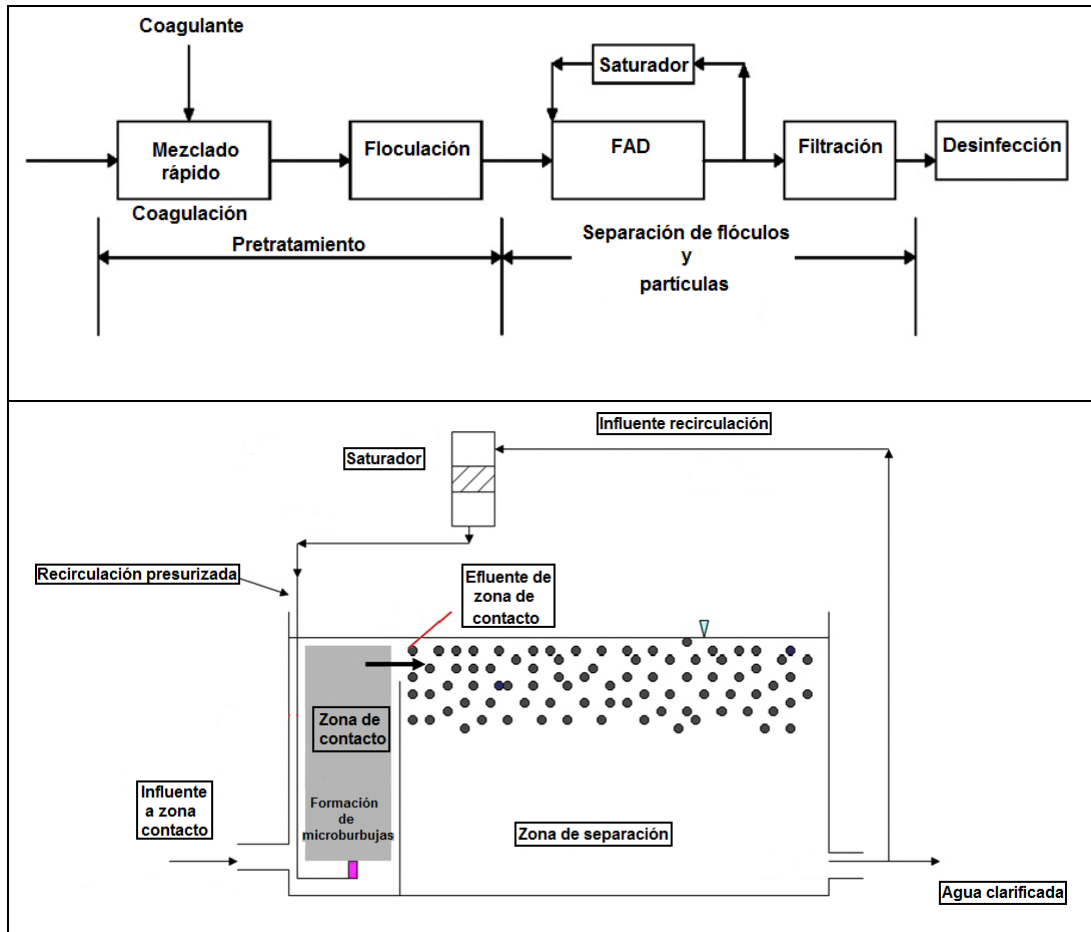 Coagulante
Saturador
Mezclado
rápido
Floculación
FAD
Filtración
Desinfección
Coagulación
Pretratamiento
Separación de flóculos
y
partículas
Influente recirculación
Saturador
Recirculación presurizada
Efluente de
zona de
contacto
Zona de
contacto
Influente
a zona
contacto
Formación
de
microburbujas
Zona de separación
Agua clarificada